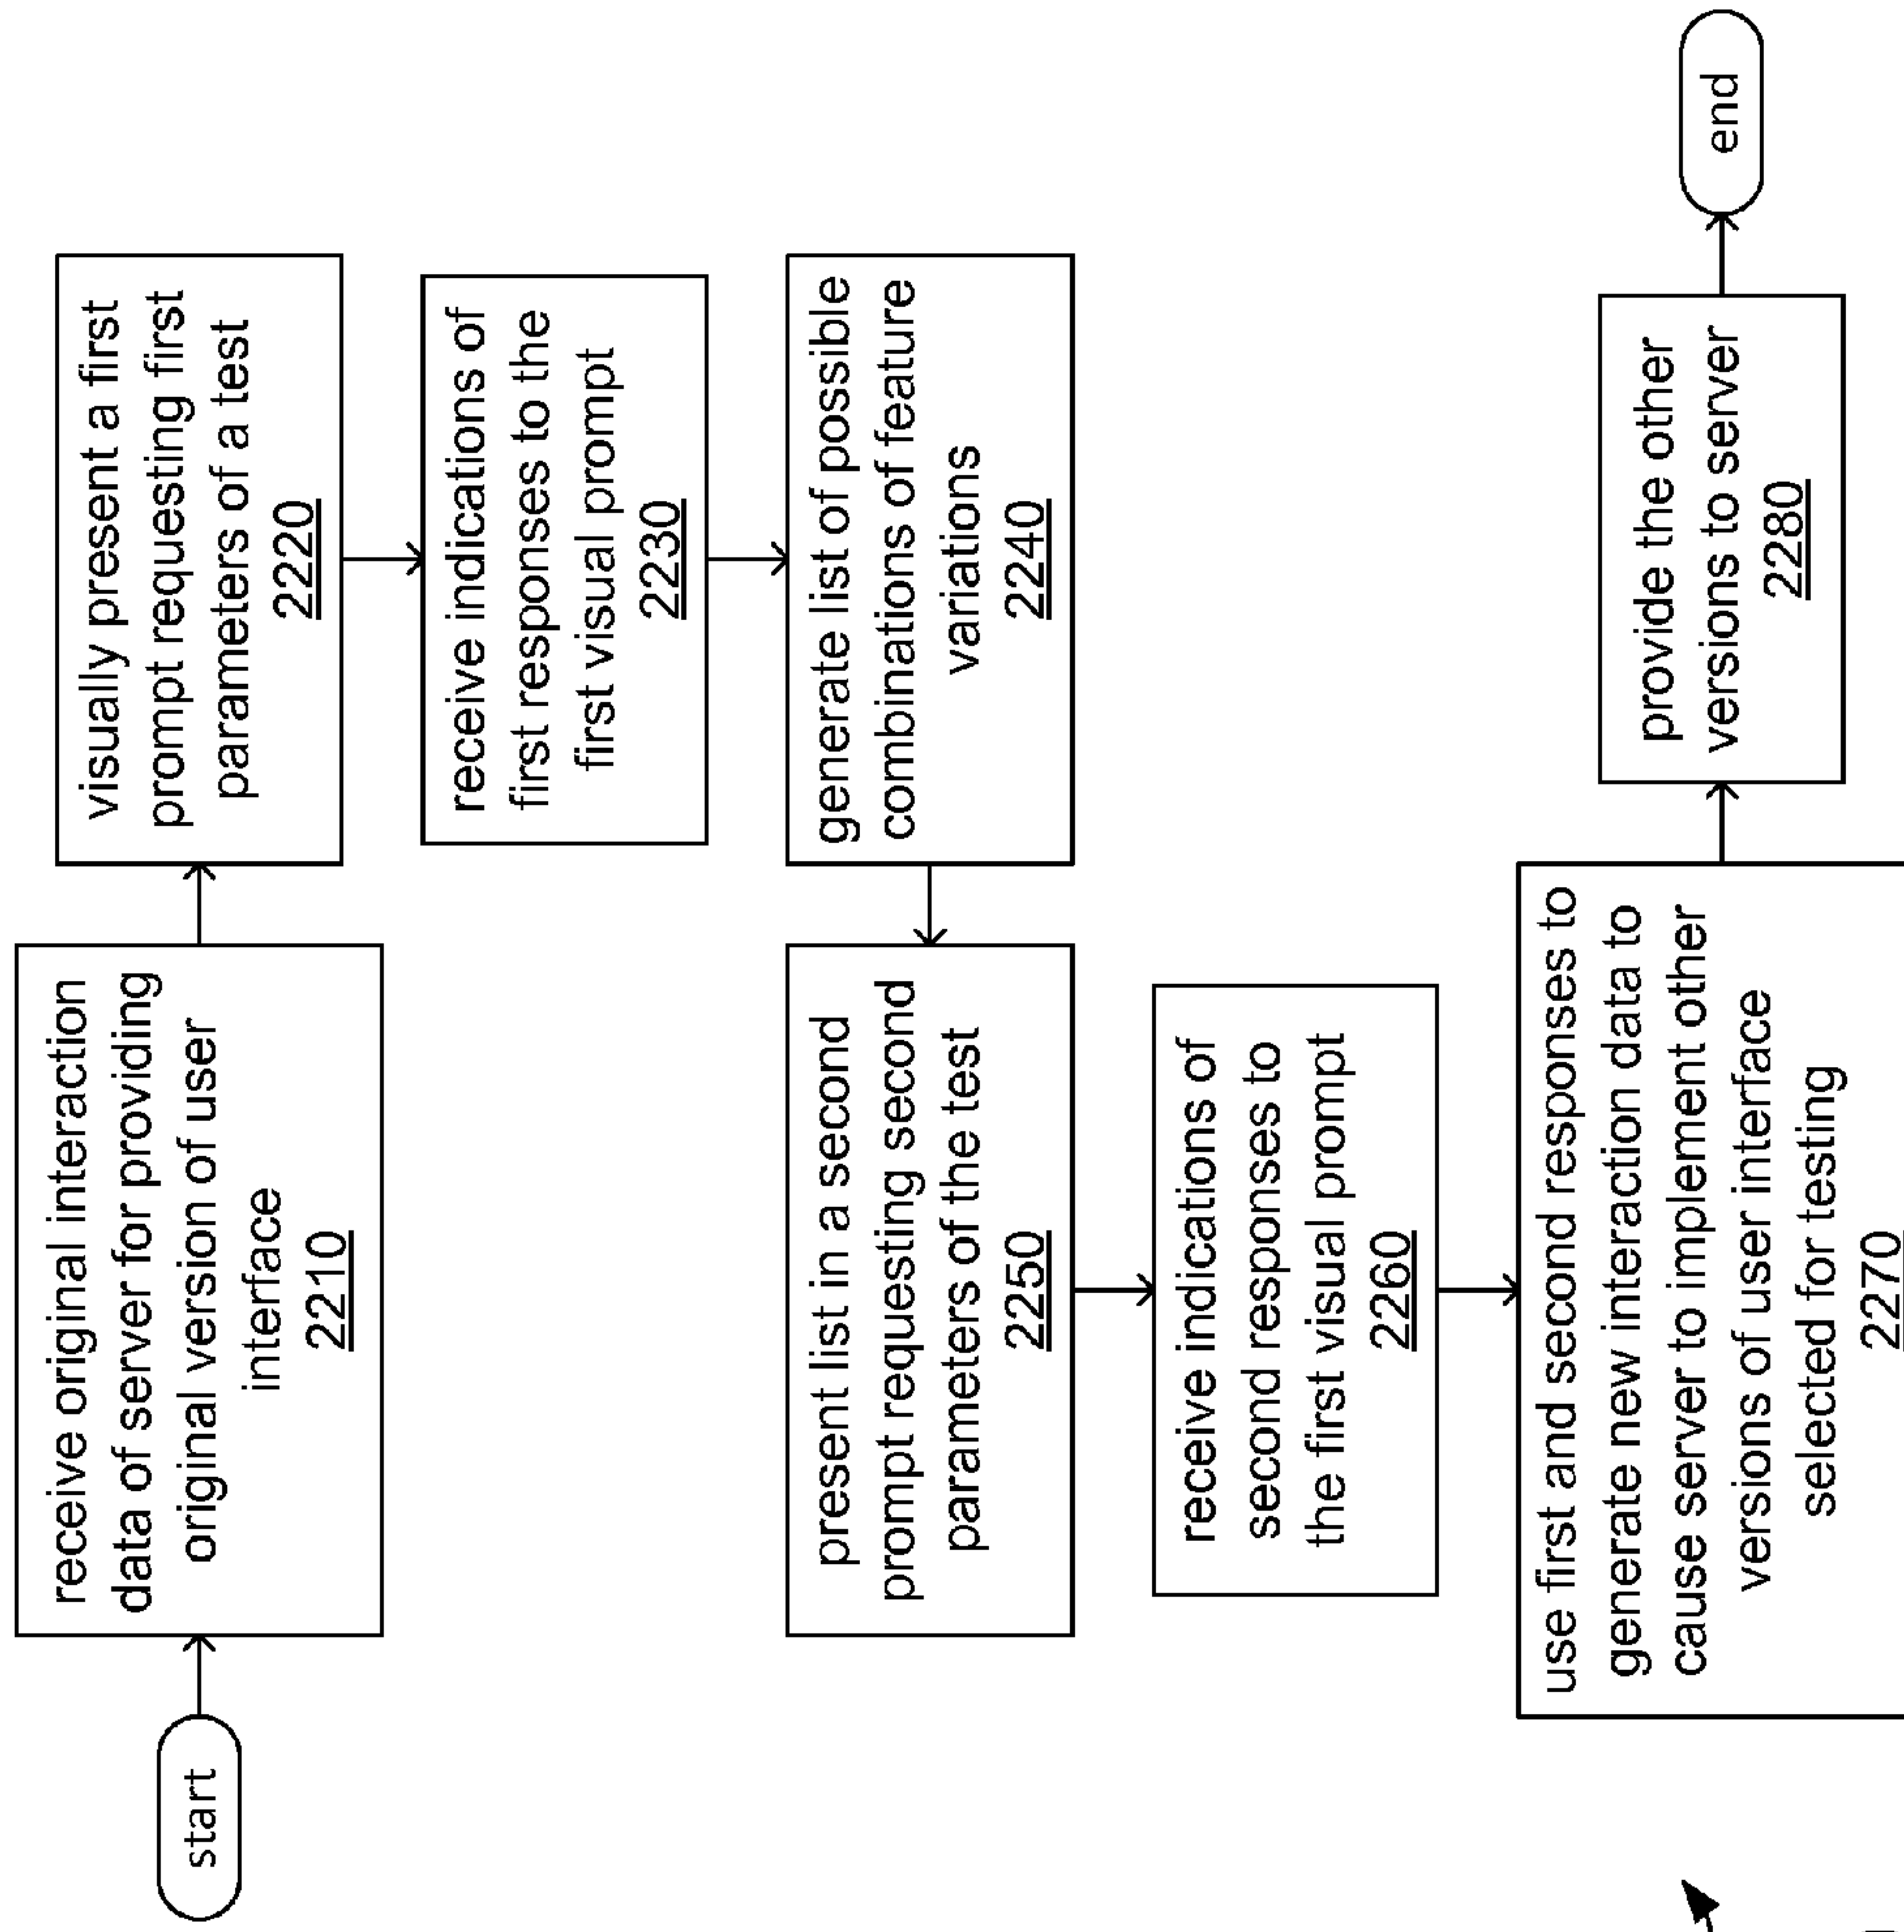 start
receive original interaction
data of server for providing
original version of user
interface
2210
visually present a first
prompt requesting first
parameters of a test
2220
receive indications of
first responses to the
first visual prompt
2230
generate list of possible
combinations of feature
variations
2240
present list in a second
prompt requesting second
parameters of the test
2250
receive indications of
second responses to
the first visual prompt
2260
use first and second responses to
generate new interaction data to
cause server to implement other
versions of user interface
selected for testing
2270
provide the other
versions to server
2280
end